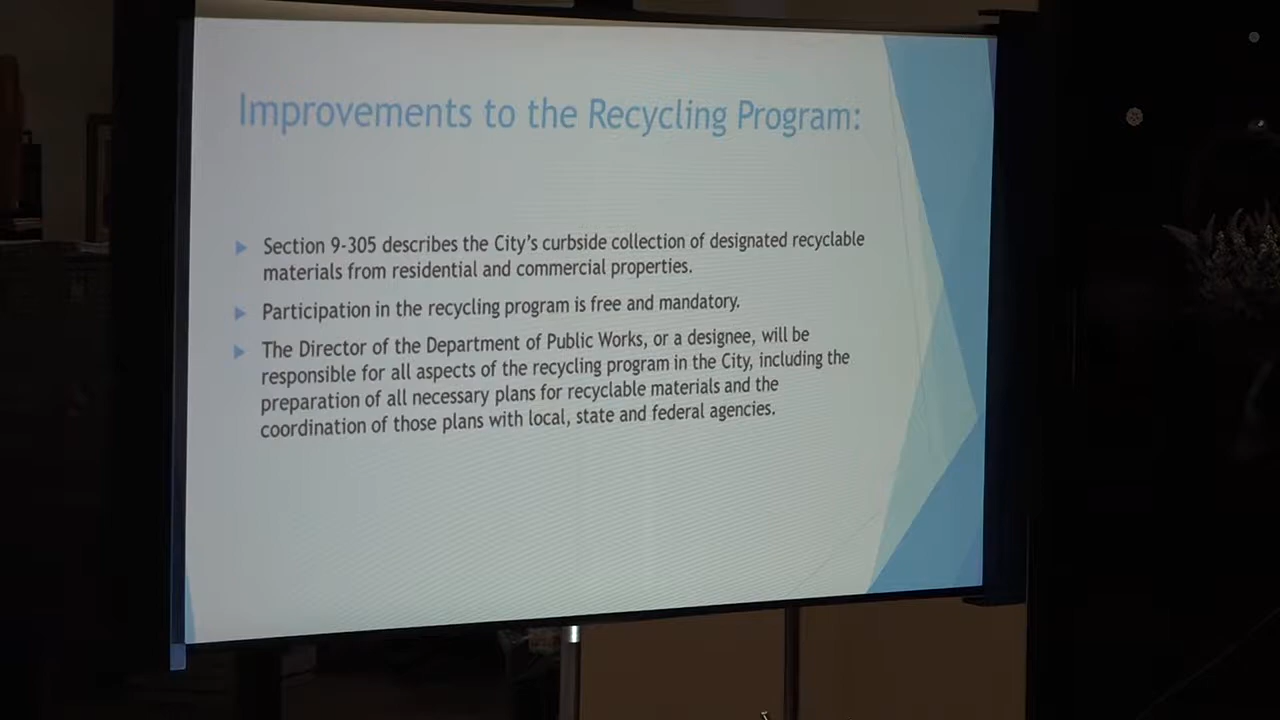 Improvements to the Recycling Program:
Section 9-305 describes the City's curbside collection of designated recyclable
materials from residential and commercial properties.
Participation in the recycling program is free and mandatory.
The Director of the Department of Public Works, or a designee, will be
responsible for all aspects of the recycling program in the City, including the
preparation of all necessary plans for recyclable materials and the
coordination of those plans with local, state and federal agencies.